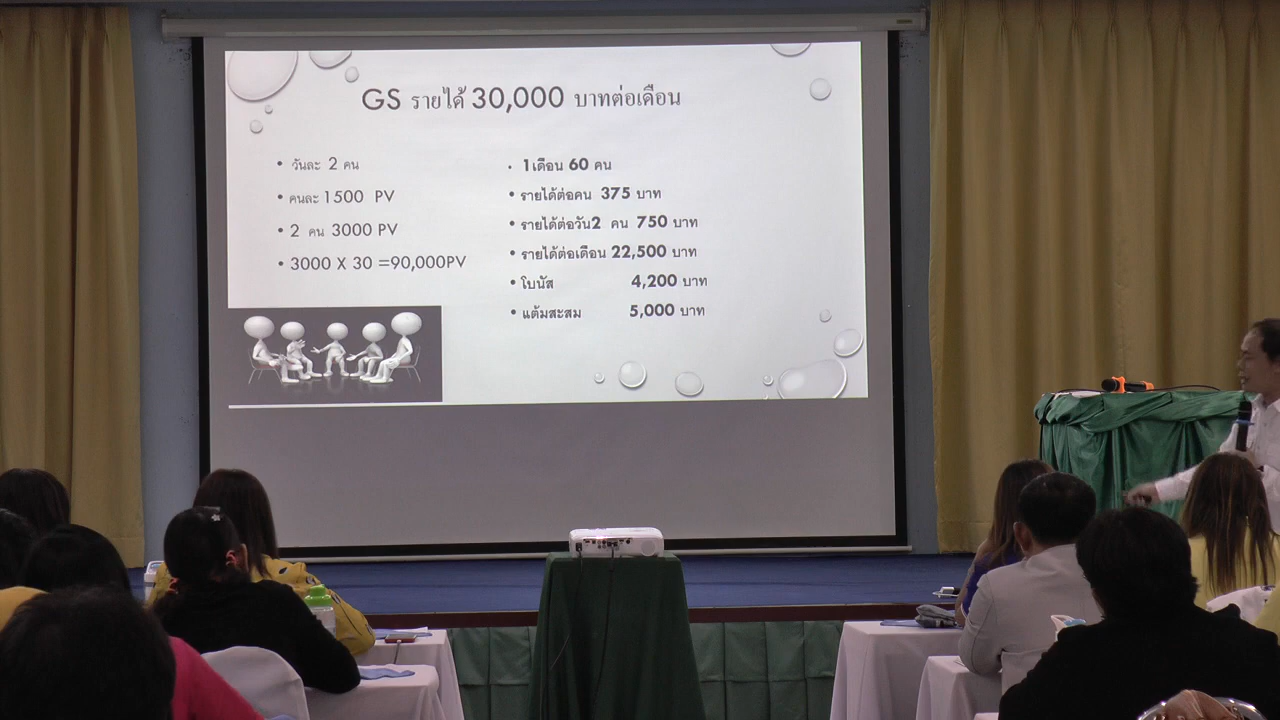 GS รายได้ 30,000 บาทต่อเดือน
• วันละ 2 คน
• คนละ 1500 PV
• 2 คน 3000 PV
• 3000 X 30 =90,000PV
• 1เดือน 60 คน
• รายได้ต่อคน 375 บาท
• รายได้ต่อวัน2 คน 750 บาท
• รายได้ต่อเดือน 22,500 บาท
• โบนัส 4,200 บาท
• แต้มสะสม 5,000 บาท